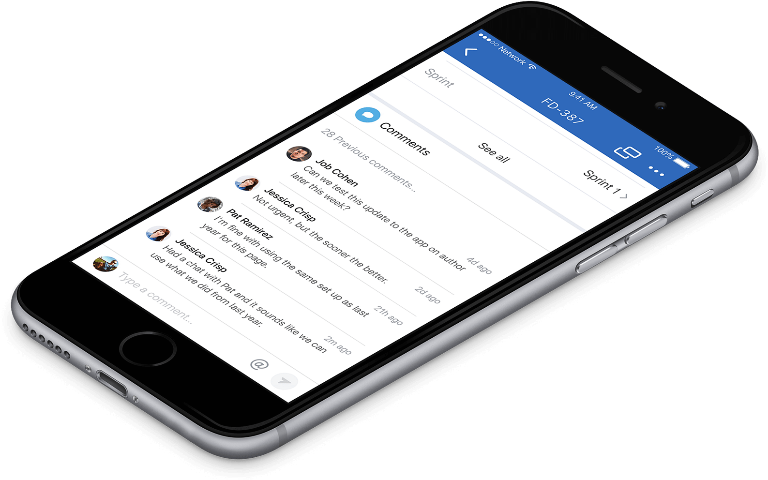 Network
9:41 AM
100%
FD-387
Sprint
Sprint 1
Comments
See all
28 Previous comments...
Job Cohen
Can we test this update to the app on author
later this week?
4d ago
Jessica Crisp
Not urgent, but the sooner the better.
2d ago
Pat Ramirez
I'm fine with using the same set up as last
year for this page.
21h ago
Jessica Crisp
Had a chat with Pat and it sounds like we can
use what we did from last year.
2m ago
Type a comment...
@